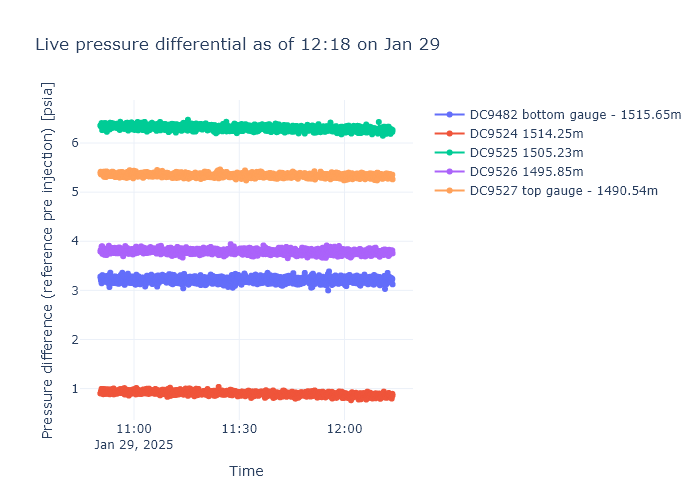 Live pressure differential as of 12:18 on Jan 29
Pressure difference (reference pre injection) [psia]
6
5
4
3
2
1
11:00
Jan 29, 2025
11:30
12:00
Time
DC9482 bottom gauge - 1515.65m
DC9524 1514.25m
DC9525 1505.23m
DC9526 1495.85m
DC9527 top gauge - 1490.54m